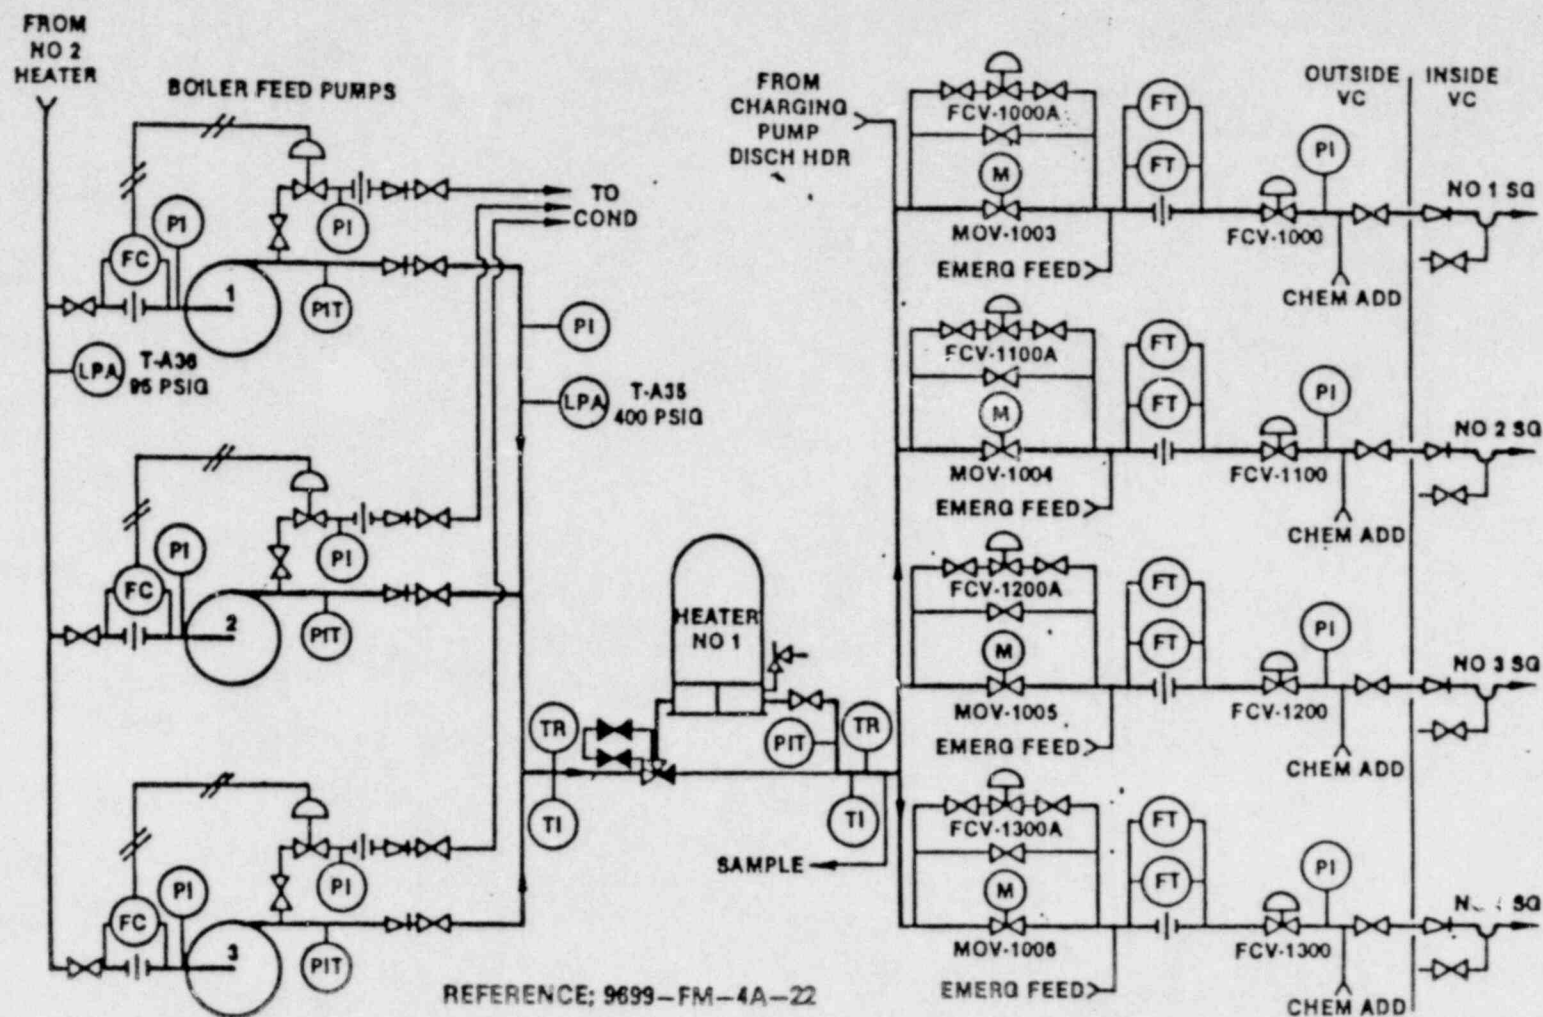 FROM
NO 2
HEATER
BOILER FEED PUMPS
FC
PI
1
PI
PIT
TO
COND
LPA
T-A36
95 PSIG
PI
LPA
T-A35
400 PSIG
FC
PI
2
PI
PIT
FC
PI
3
PI
PIT
HEATER
NO 1
TR
TI
PIT
TR
TI
SAMPLE
FROM
CHARGING
PUMP
DISCH HDR
OUTSIDE
VC
INSIDE
VC
FCV-1000A
M
MOV-1003
EMERG FEED
FT
FT
FCV-1000
PI
CHEM ADD
NO 1 SG
FCV-1100A
M
MOV-1004
EMERG FEED
FT
FT
FCV-1100
PI
CHEM ADD
NO 2 SG
FCV-1200A
M
MOV-1005
EMERG FEED
FT
FT
FCV-1200
PI
CHEM ADD
NO 3 SG
FCV-1300A
M
MOV-1006
EMERG FEED
FT
FT
FCV-1300
PI
CHEM ADD
SG
REFERENCE; 9699-FM-4A-22